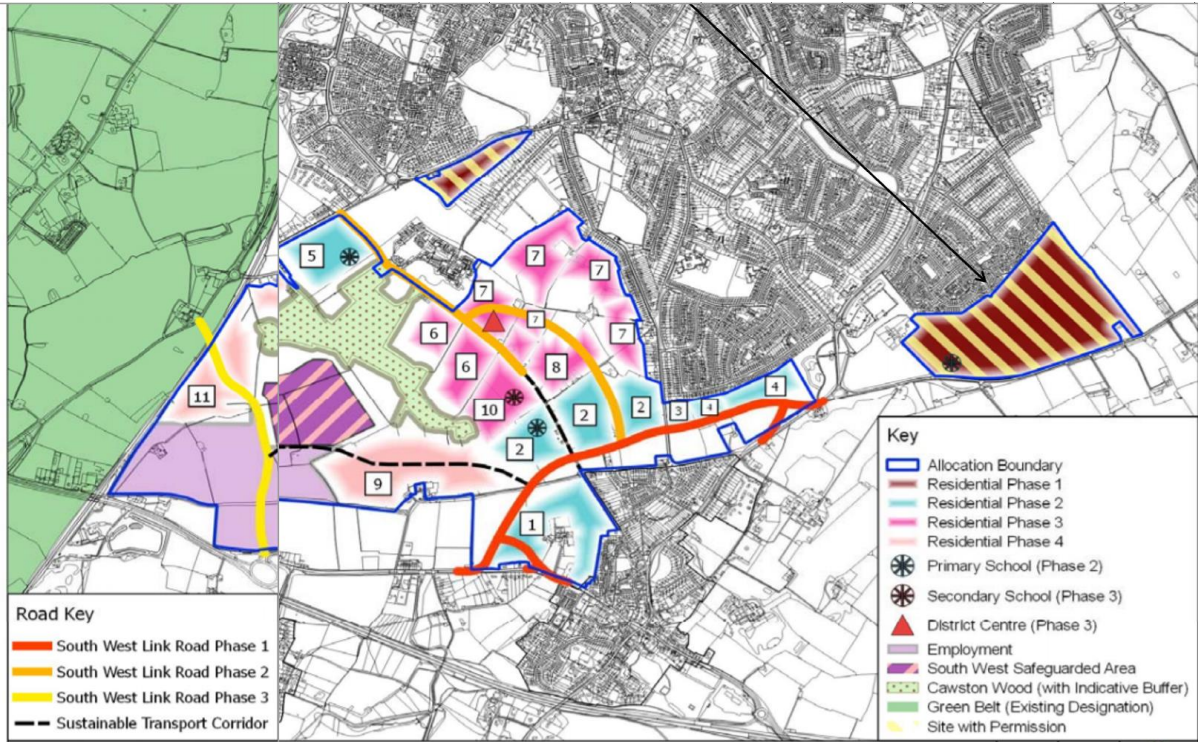 5
7
7
7
7
7
6
6
8
11
10
2
2
2
3
4
4
9
1
Road Key
South West Link Road Phase 1
South West Link Road Phase 2
South West Link Road Phase 3
Sustainable Transport Corridor
Key
Allocation Boundary
Residential Phase 1
Residential Phase 2
Residential Phase 3
Residential Phase 4
Primary School (Phase 2)
Secondary School (Phase 3)
District Centre (Phase 3)
Employment
South West Safeguarded Area
Cawston Wood (with Indicative Buffer)
Green Belt (Existing Designation)
Site with Permission